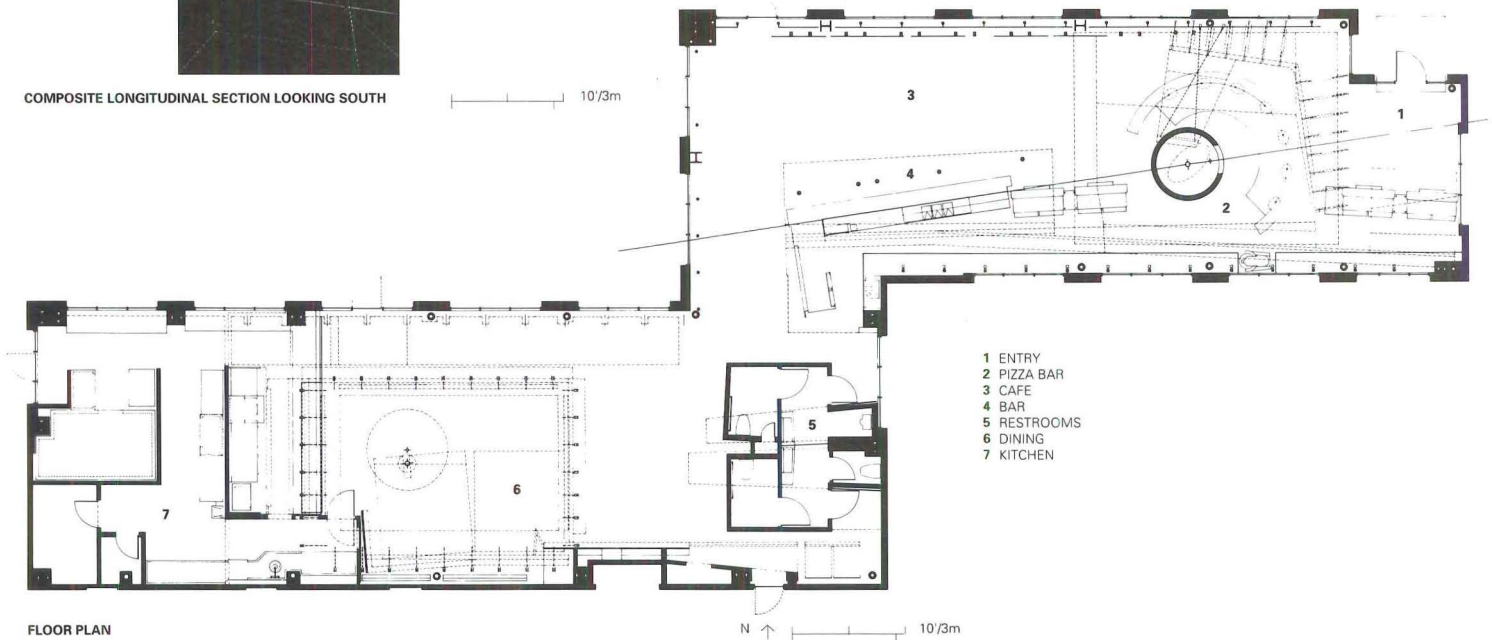 COMPOSITE LONGITUDINAL SECTION LOOKING SOUTH
10'/3m
3
1
4
2
1 ENTRY
2 PIZZA BAR
3 CAFE
4 BAR
5 RESTROOMS
6 DINING
7 KITCHEN
5
6
7
FLOOR PLAN
N
10'/3m